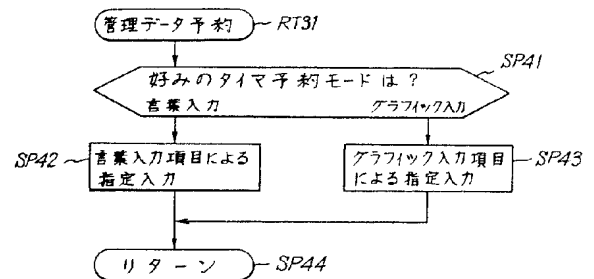 管理データ予約
RT31
好みのタイマ予約モードは?
SP41
言葉入力
グラフィック入力
SP42
言葉入力項目による
指定入力
グラフィック入力項目
による指定入力
SP43
リターン
SP44